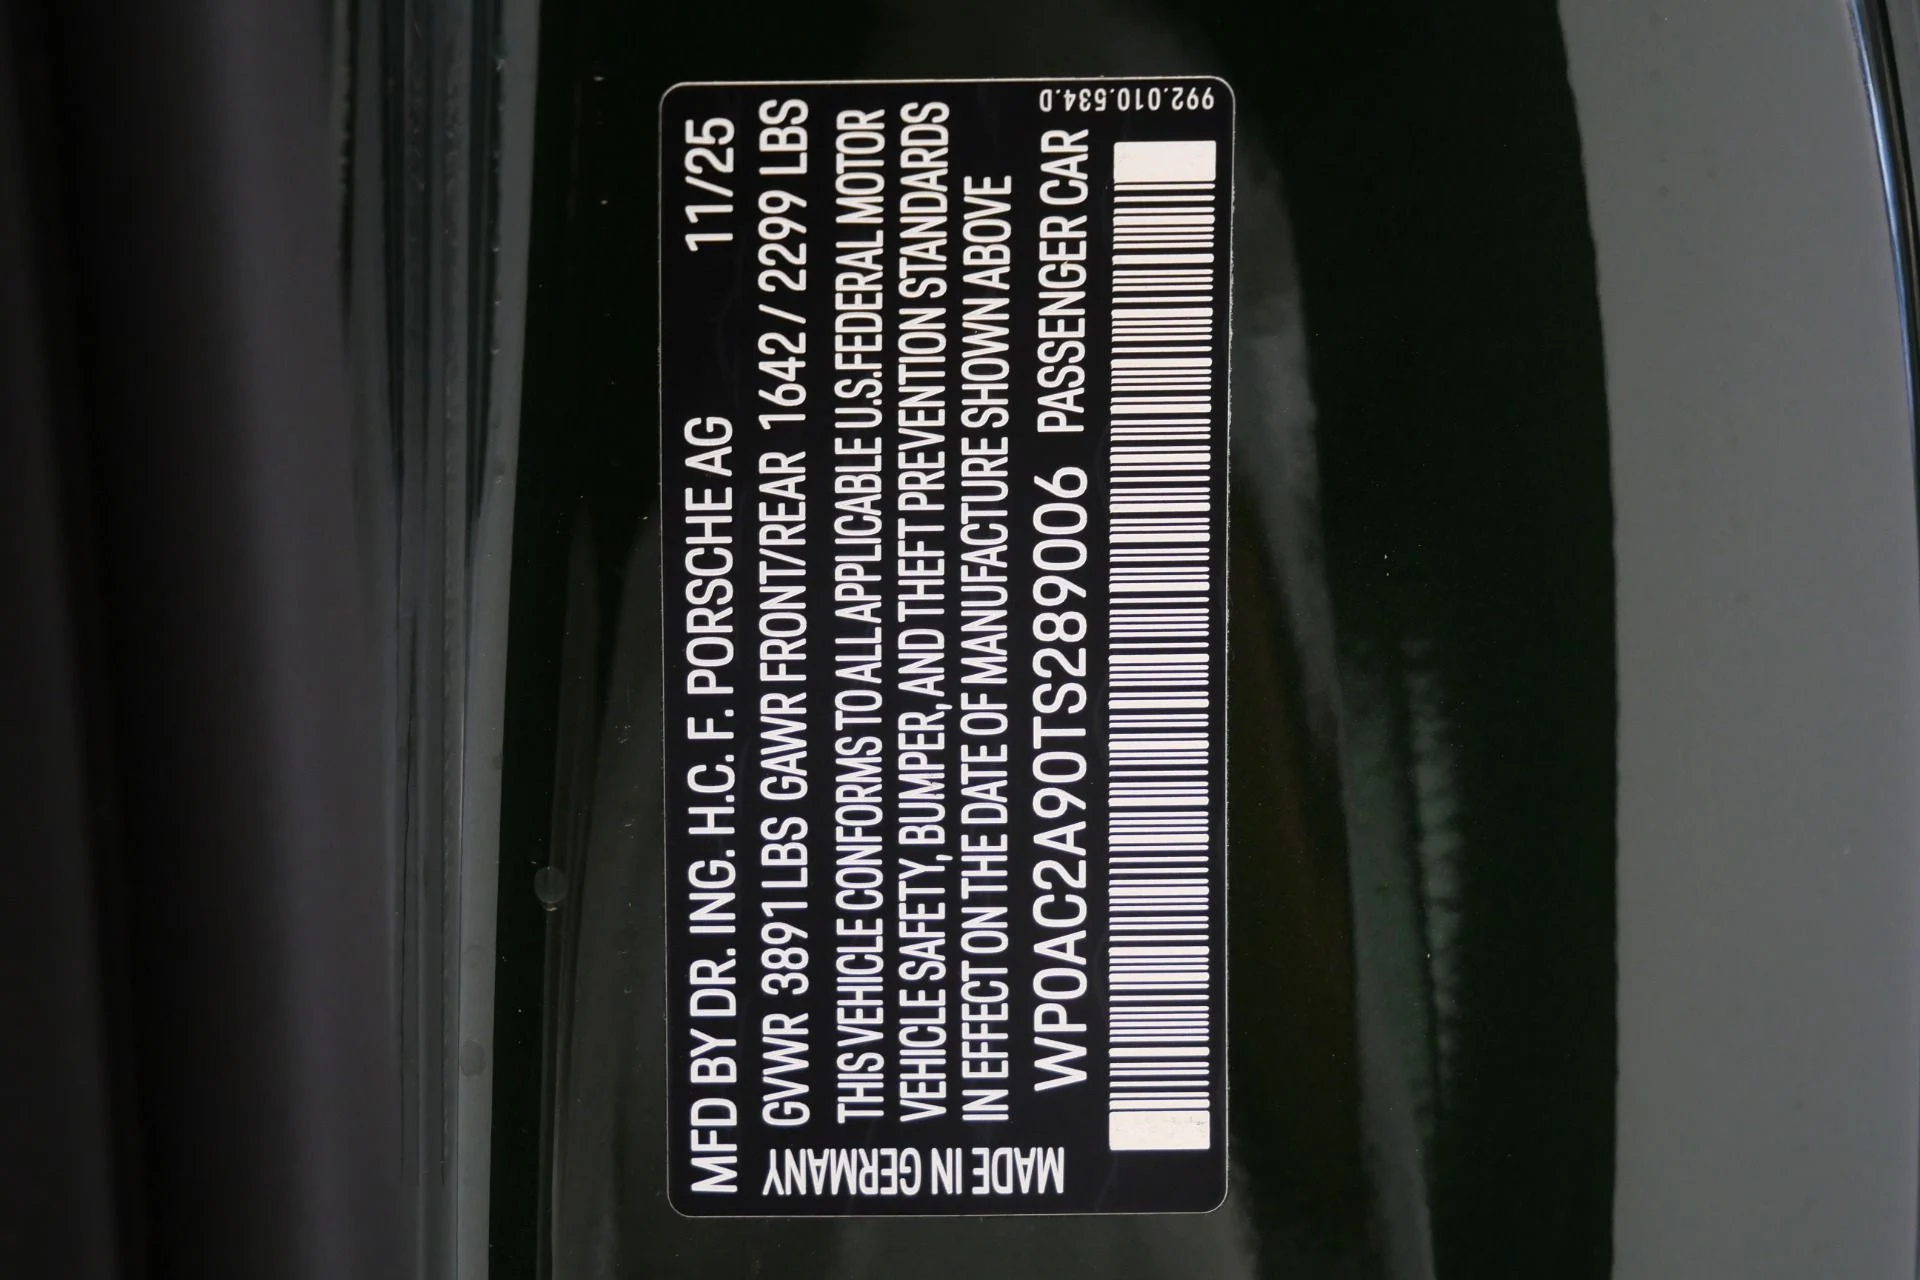 MFD BY DR. ING. H.C. F. PORSCHE AG 11/25
GVWR 3891 LBS GAWR FRONT/REAR 1642 / 2299 LBS
THIS VEHICLE CONFORMS TO ALL APPLICABLE U.S. FEDERAL MOTOR
VEHICLE SAFETY, BUMPER, AND THEFT PREVENTION STANDARDS
IN EFFECT ON THE DATE OF MANUFACTURE SHOWN ABOVE
WP0AC2A90TS289006 PASSENGER CAR
MADE IN GERMANY
992.010.534.D